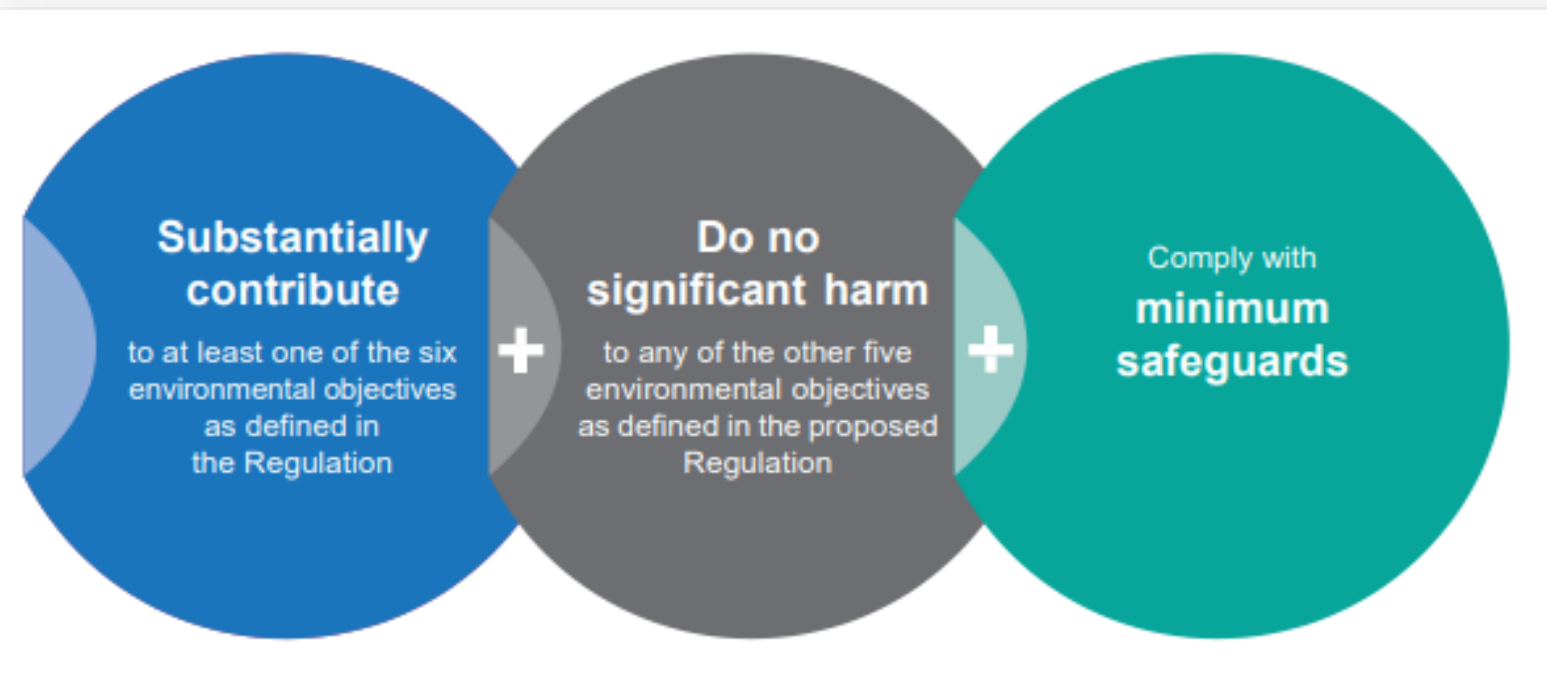 Substantially
contribute
to at least one of the six
environmental objectives
as defined in
the Regulation
+
Do no
significant harm
to any of the other five
environmental objectives
as defined in the proposed
Regulation
+
Comply with
minimum
safeguards